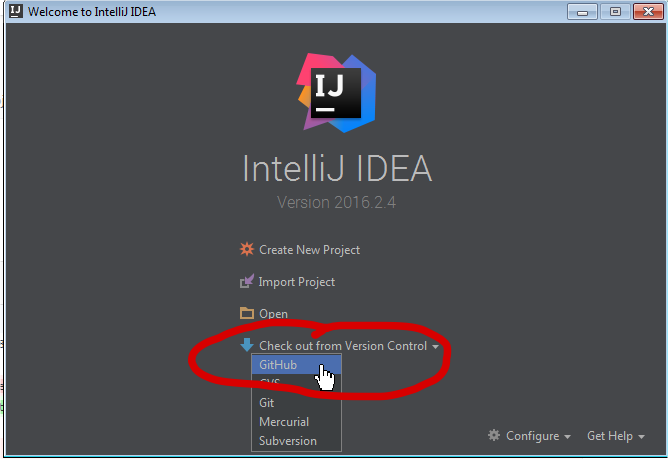 Welcome to IntelliJ IDEA
IJ
IntelliJ IDEA
Version 2016.2.4
Create New Project
Import Project
Open
Check out from Version Control
GitHub
CVS
Git
Mercurial
Subversion
Configure
Get Help